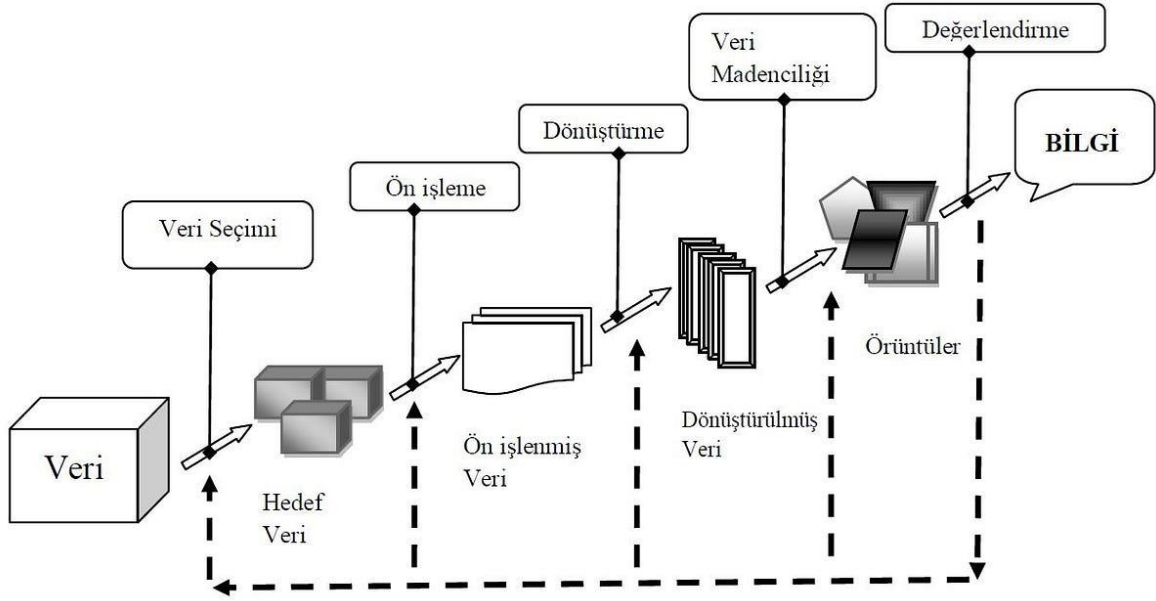 Değerlendirme
Veri
Madenciliği
Dönüştürme
BİLGİ
Ön işleme
Veri Seçimi
Örüntüler
Dönüştürülmüş
Veri
Ön işlenmiş
Veri
Veri
Hedef
Veri